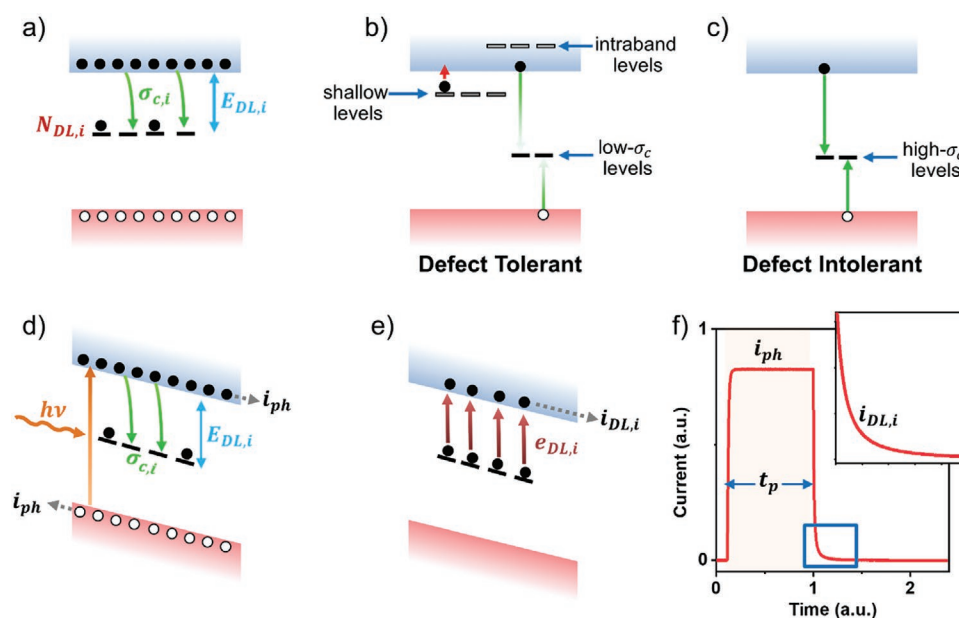 a)
σc,i
EDL,i
NDL,i
b)
intraband
levels
shallow
levels
low-σc
levels
Defect Tolerant
c)
high-σc
levels
Defect Intolerant
d)
hν
iph
EDL,i
σc,i
iph
e)
iDL,i
eDL,i
f)
1
iph
iDL,i
Current (a.u.)
tp
0
0
1
2
Time (a.u.)